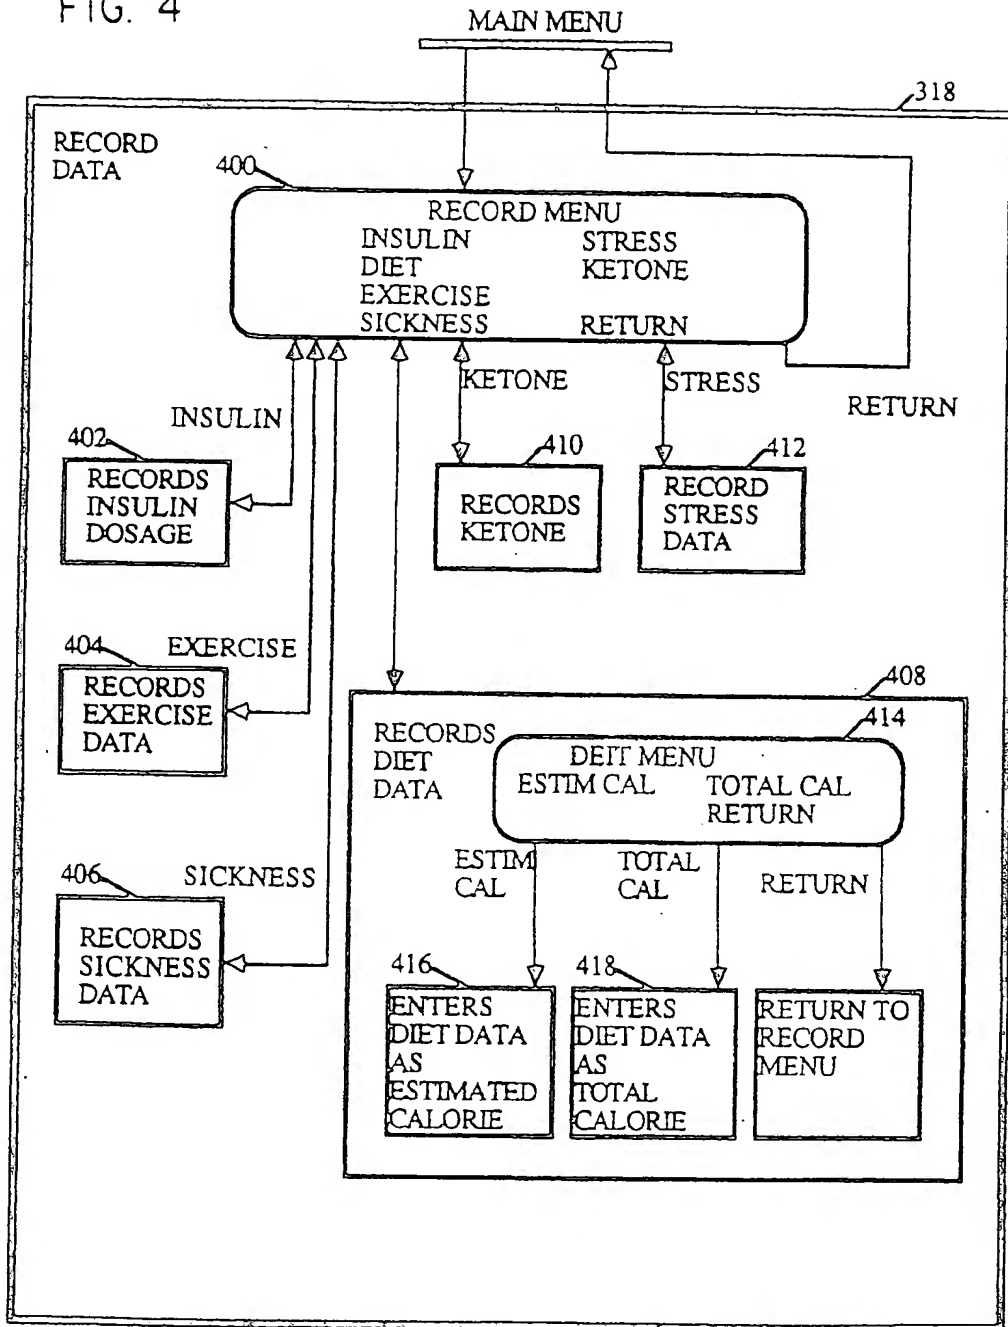 FIG. 4
MAIN MENU
318
RECORD
DATA
400
RECORD MENU
INSULIN STRESS
DIET KETONE
EXERCISE
SICKNESS RETURN
KETONE
STRESS
RETURN
INSULIN
402
RECORDS
INSULIN
DOSAGE
410
RECORDS
KETONE
412
RECORD
STRESS
DATA
404
EXERCISE
RECORDS
EXERCISE
DATA
408
RECORDS
DIET
DATA
414
DEIT MENU
ESTIM CAL TOTAL CAL
RETURN
ESTIM
CAL
TOTAL
CAL
RETURN
406
SICKNESS
RECORDS
SICKNESS
DATA
416
ENTERS
DIET DATA
AS
ESTIMATED
CALORIE
418
ENTERS
DIET DATA
AS
TOTAL
CALORIE
RETURN TO
RECORD
MENU